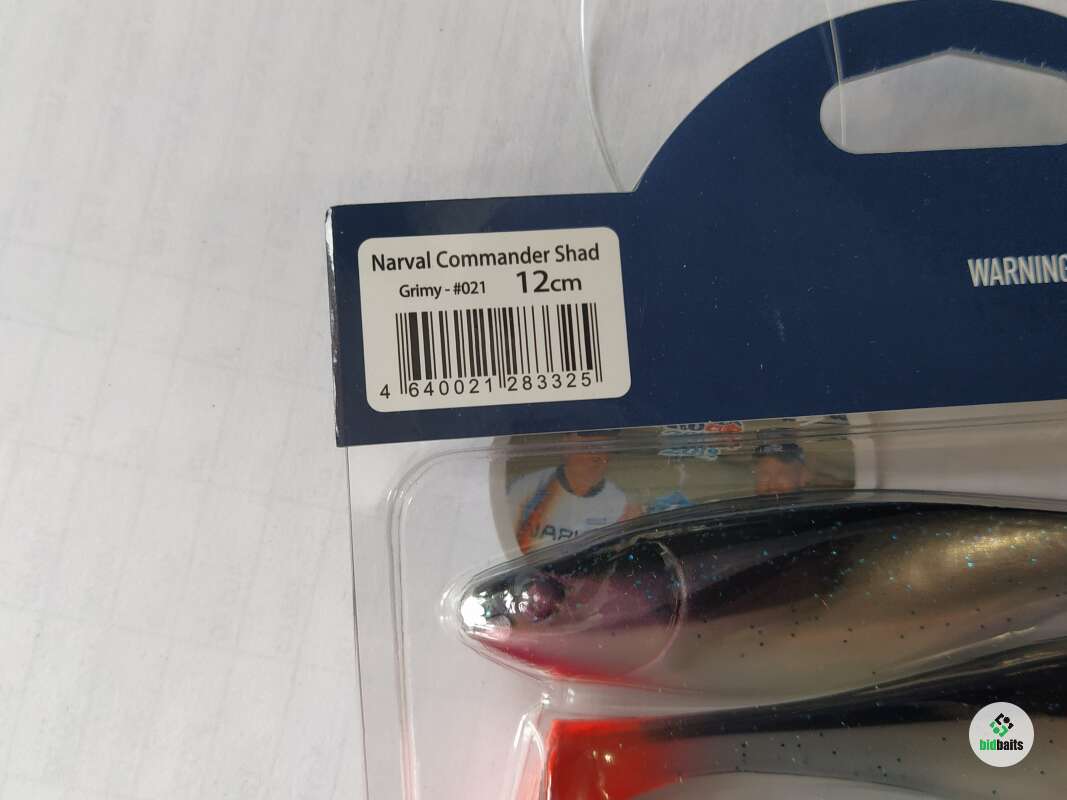 Narval Commander Shad
Grimy - #021 12cm
4 640021 283325
WARNING
bidbaits